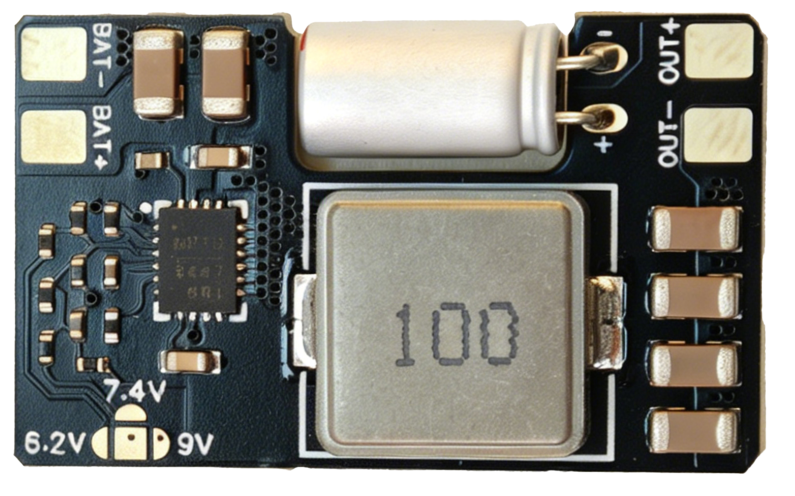 BAT-
BAT+
-
+
OUT+
OUT-
100
7.4V
6.2V
9V